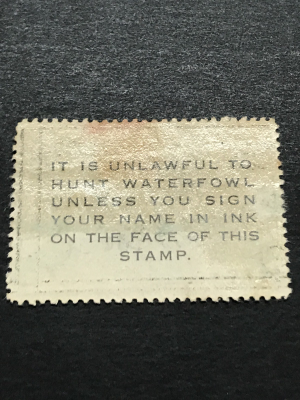 IT IS UNLAWFUL TO
HUNT WATERFOWL
UNLESS YOU SIGN
YOUR NAME IN INK
ON THE FACE OF THIS
STAMP.